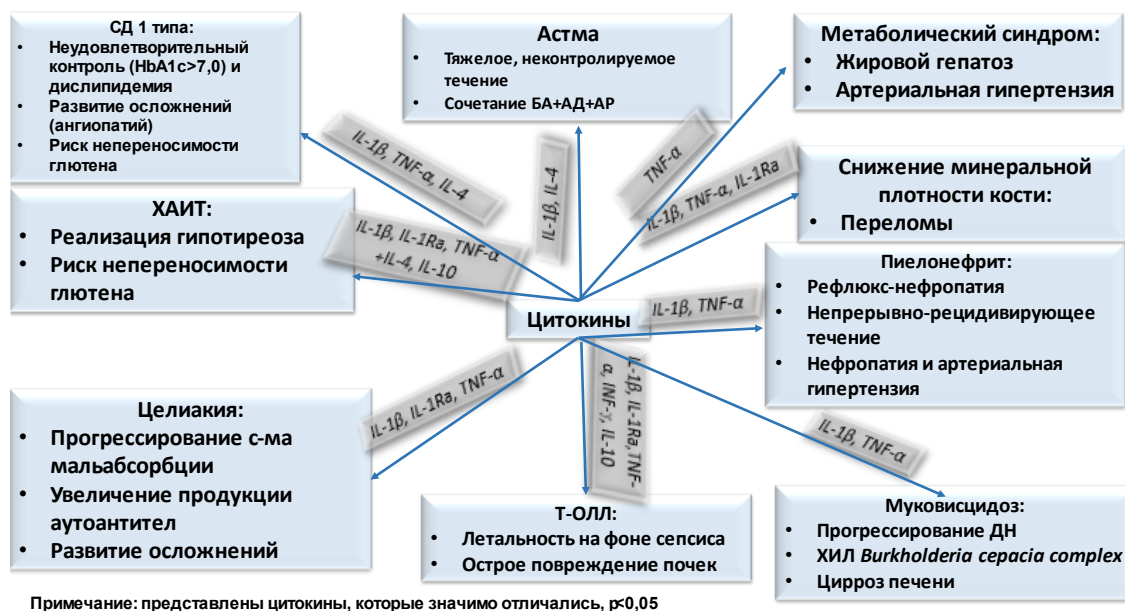 СД 1 типа:
• Неудовлетворительный
контроль (HbA1c>7,0) и
дислипидемия
• Развитие осложнений
(ангиопатий)
• Риск непереносимости
глютена
Астма
• Тяжелое, неконтролируемое
течение
• Сочетание БА+АД+АР
Метаболический синдром:
• Жировой гепатоз
• Артериальная гипертензия
IL-1β, TNF-α, IL-4
IL-1β, IL-4
TNF-α
IL-1β, TNF-α, IL-1Ra
Снижение минеральной
плотности кости:
• Переломы
ХАИТ:
• Реализация гипотиреоза
• Риск непереносимости
глютена
IL-1β, IL-1Ra, TNF-α
+IL-4, IL-10
Цитокины
IL-1β, TNF-α
Пиелонефрит:
• Рефлюкс-нефропатия
• Непрерывно-рецидивирующее
течение
• Нефропатия и артериальная
гипертензия
Целиакия:
• Прогрессирование с-ма
мальабсорбции
• Увеличение продукции
аутоантител
• Развитие осложнений
IL-1β, IL-1Ra, TNF-α
IL-1β, IL-1Ra,TNF-
α, INF-γ, IL-10
IL-1β, TNF-α
Т-ОЛЛ:
• Летальность на фоне сепсиса
• Острое повреждение почек
Муковисцидоз:
• Прогрессирование ДН
• ХИЛ Burkholderia cepacia complex
• Цирроз печени
Примечание: представлены цитокины, которые значимо отличались, p<0,05